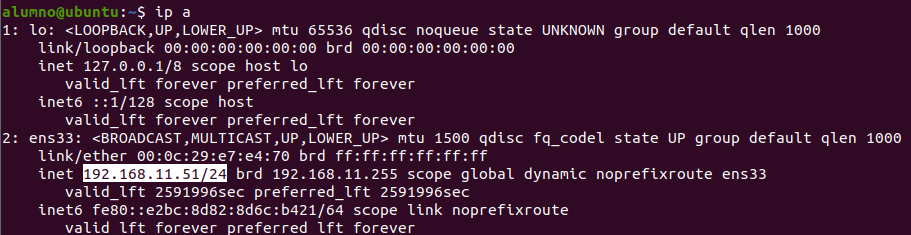 alumno@ubuntu:~$ ip a
1: lo: <LOOPBACK,UP,LOWER_UP> mtu 65536 qdisc noqueue state UNKNOWN group default qlen 1000
    link/loopback 00:00:00:00:00:00 brd 00:00:00:00:00:00
    inet 127.0.0.1/8 scope host lo
       valid_lft forever preferred_lft forever
    inet6 ::1/128 scope host
       valid_lft forever preferred_lft forever
2: ens33: <BROADCAST,MULTICAST,UP,LOWER_UP> mtu 1500 qdisc fq_codel state UP group default qlen 1000
    link/ether 00:0c:29:e7:e4:70 brd ff:ff:ff:ff:ff:ff
    inet 192.168.11.51/24 brd 192.168.11.255 scope global dynamic noprefixroute ens33
       valid_lft 2591996sec preferred_lft 2591996sec
    inet6 fe80::e2bc:8d82:8d6c:b421/64 scope link noprefixroute
       valid_lft forever preferred_lft forever